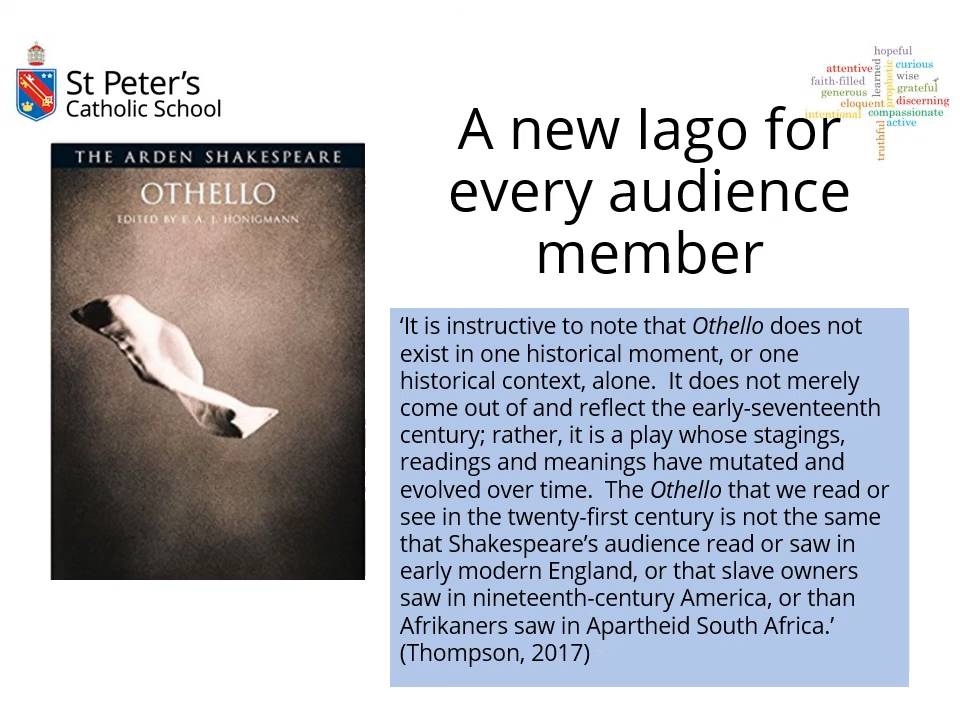 St Peter’s
Catholic School
THE ARDEN SHAKESPEARE
OTHELLO
EDITED BY E. A. J. HONIGMANN
hopeful
attentive
curious
faith-filled
learned
prophetic
wise
generous
grateful
eloquent
discerning
intentional
compassionate
truthful
active
A new Iago for
every audience
member
‘It is instructive to note that Othello does not
exist in one historical moment, or one
historical context, alone.  It does not merely
come out of and reflect the early-seventeenth
century; rather, it is a play whose stagings,
readings and meanings have mutated and
evolved over time.  The Othello that we read or
see in the twenty-first century is not the same
that Shakespeare’s audience read or saw in
early modern England, or that slave owners
saw in nineteenth-century America, or than
Afrikaners saw in Apartheid South Africa.’
(Thompson, 2017)